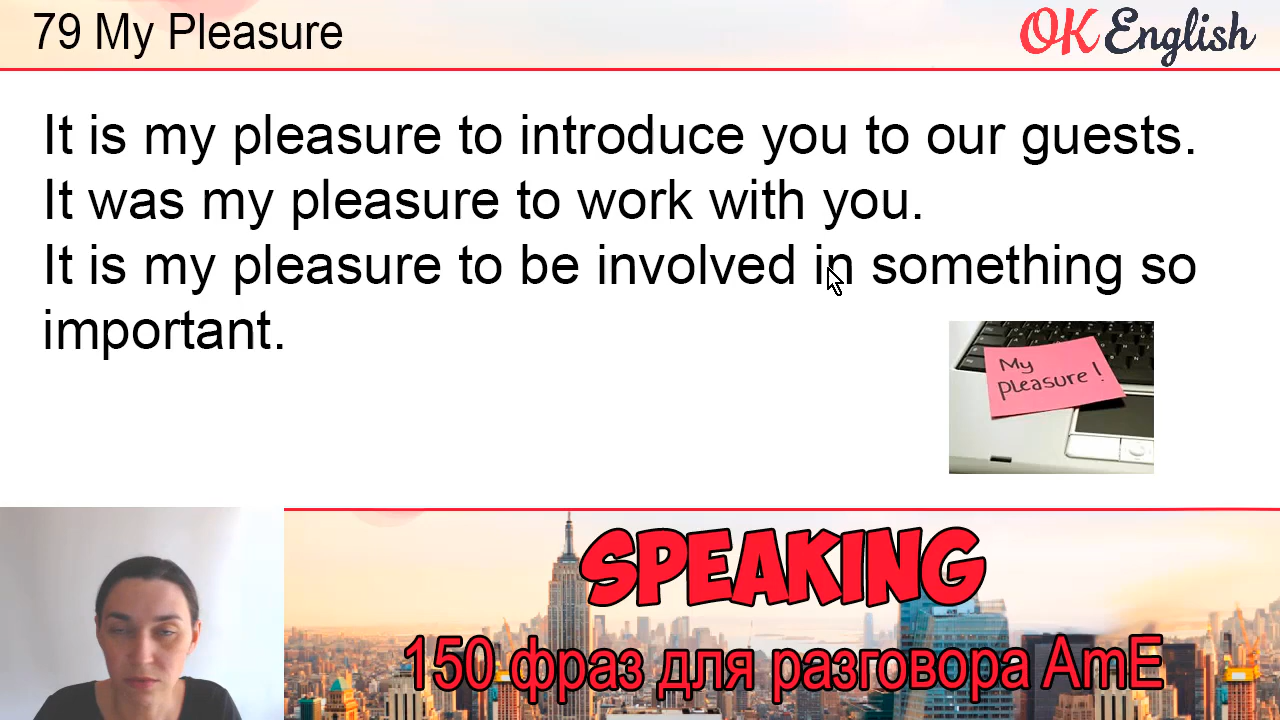 79 My Pleasure
OK English
It is my pleasure to introduce you to our guests.
It was my pleasure to work with you.
It is my pleasure to be involved in something so
important.
My
pleasure!
SPEAKING
150 фраз для разговора AmE